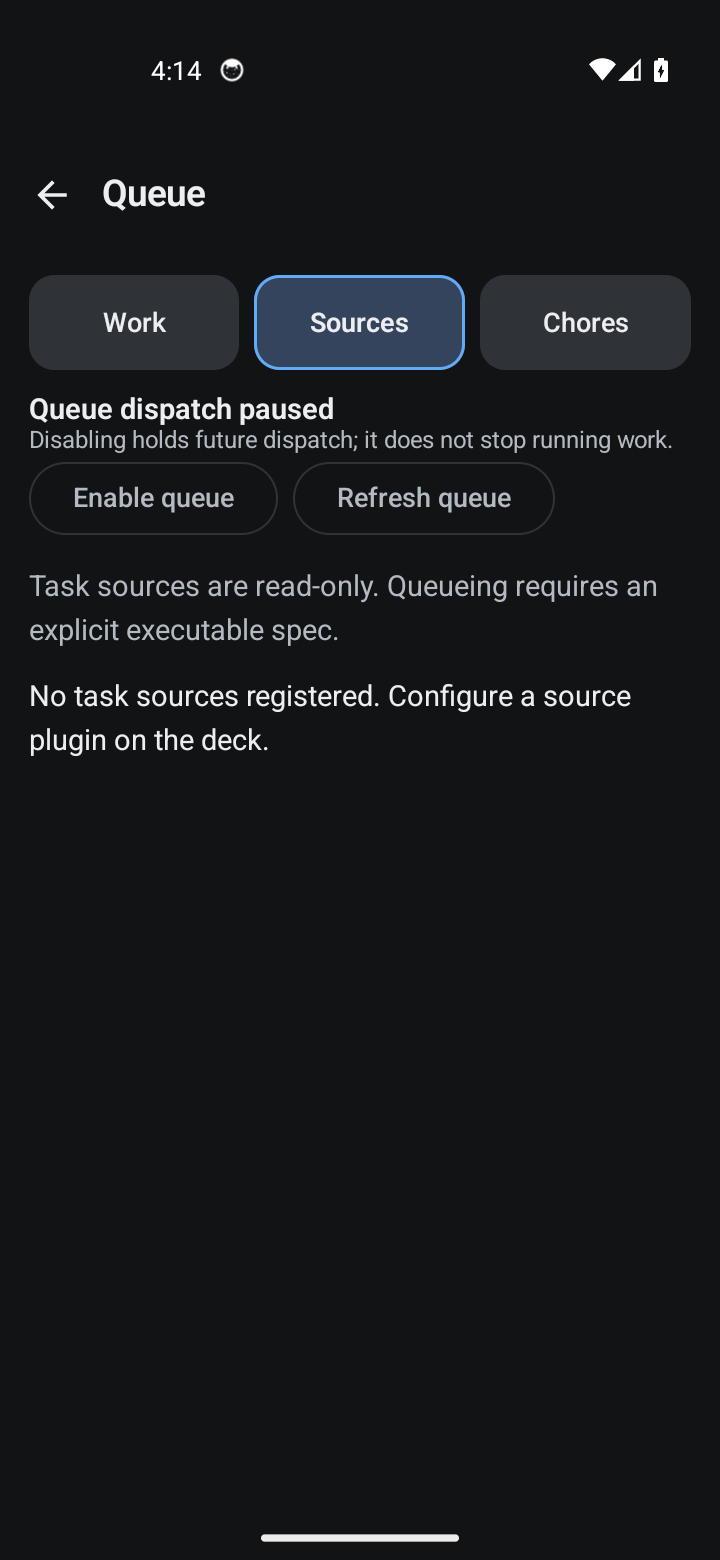 4:14
Queue
Work
Sources
Chores
Queue dispatch paused
Disabling holds future dispatch; it does not stop running work.
Enable queue
Refresh queue
Task sources are read-only. Queueing requires an
explicit executable spec.
No task sources registered. Configure a source
plugin on the deck.